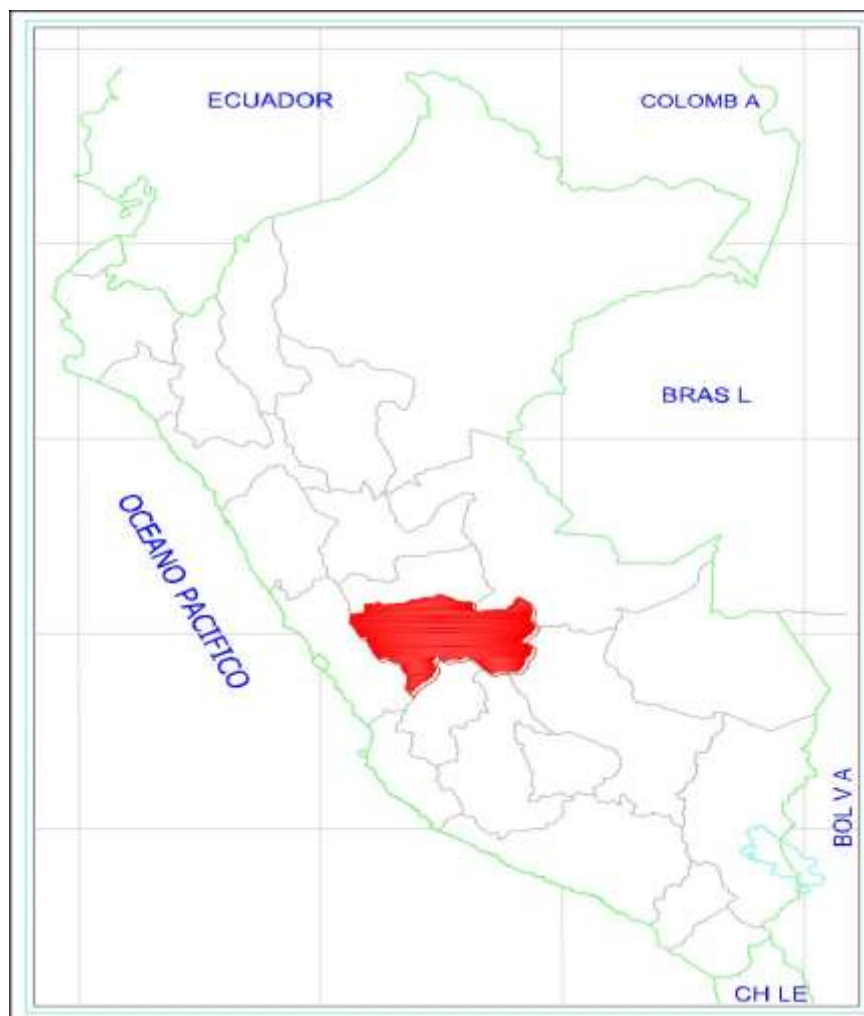 ECUADOR
COLOMB A
BRAS L
OCEANO PACIFICO
BOL V A
CH LE